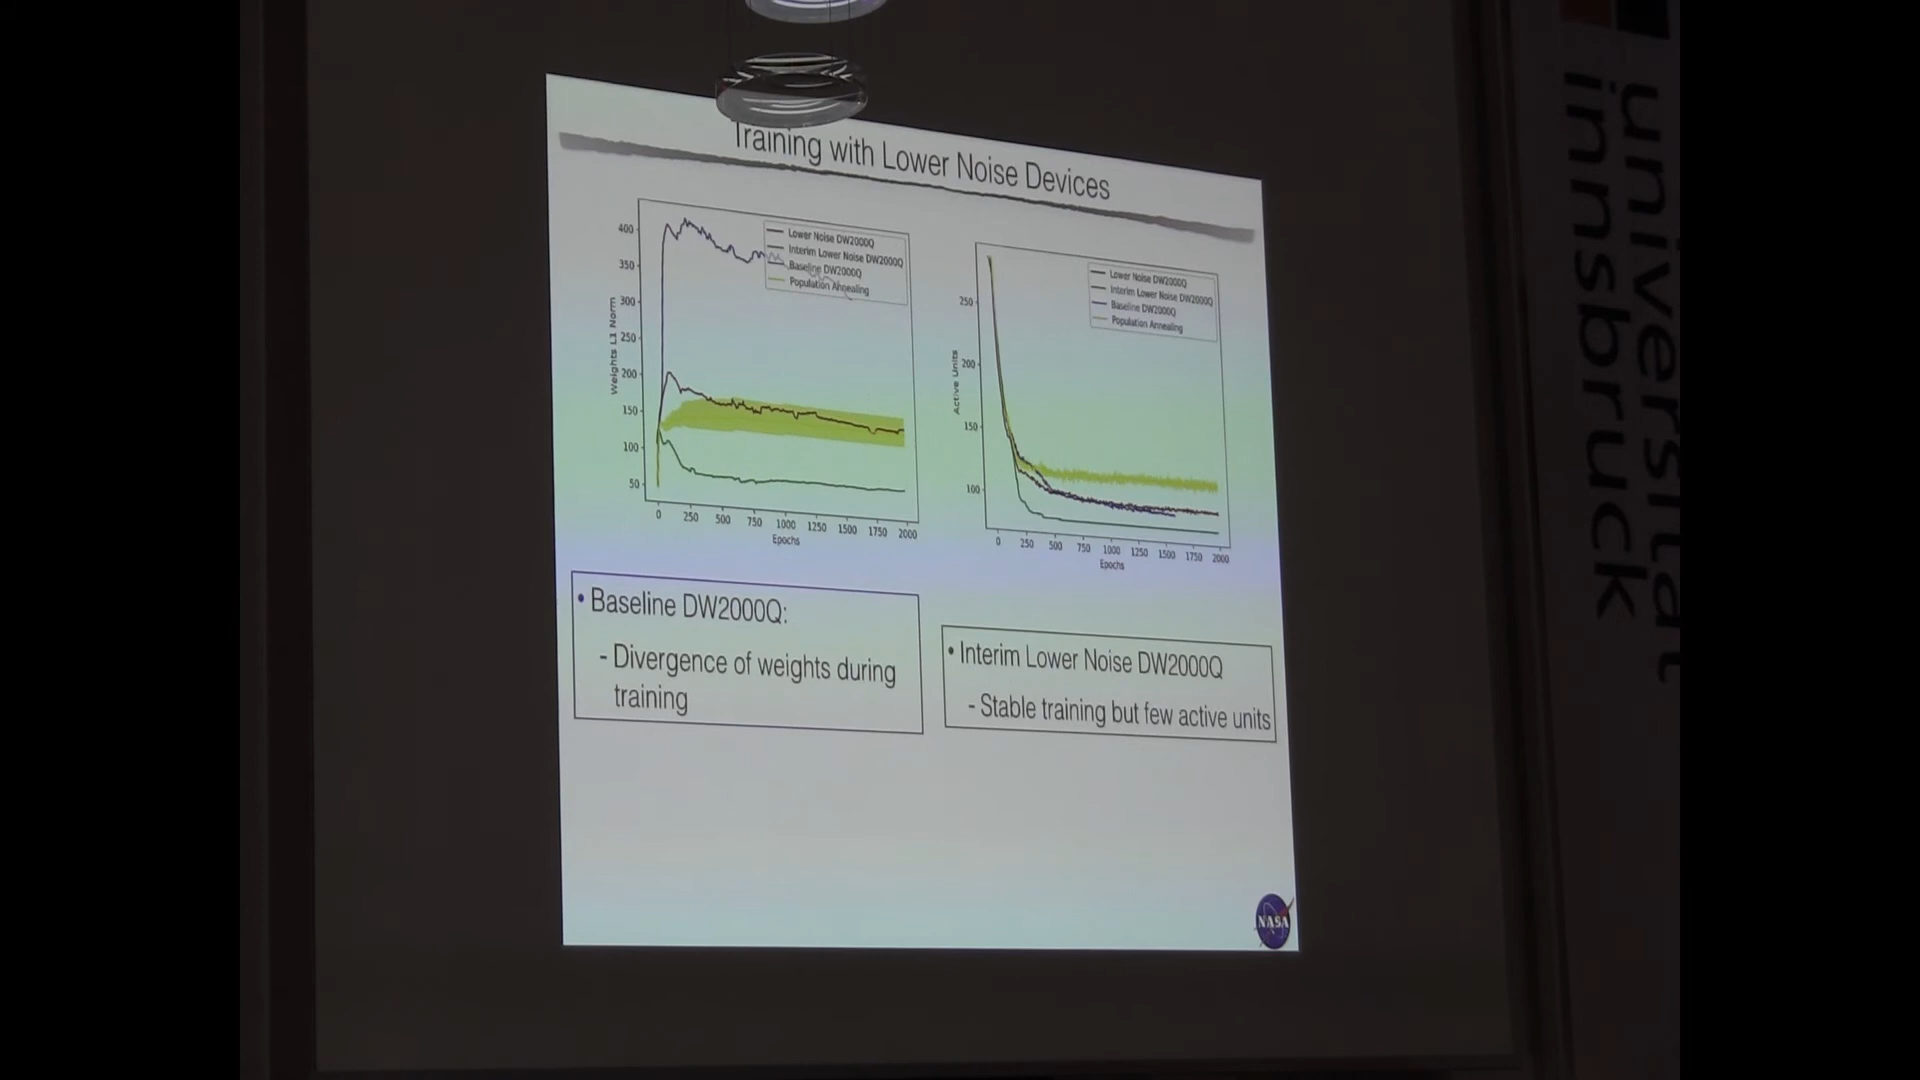 Training with Lower Noise Devices
400
350
300
250
200
150
100
50
Weights L1 Norm
Lower Noise DW2000Q
Interim Lower Noise DW2000Q
Baseline DW2000Q
Population Annealing
0 250 500 750 1000 1250 1500 1750 2000
Epochs
250
200
150
100
Active Units
Lower Noise DW2000Q
Interim Lower Noise DW2000Q
Baseline DW2000Q
Population Annealing
0 250 500 750 1000 1250 1500 1750 2000
Epochs
• Baseline DW2000Q:
- Divergence of weights during
training
• Interim Lower Noise DW2000Q
- Stable training but few active units
NASA
universität
innsbruck